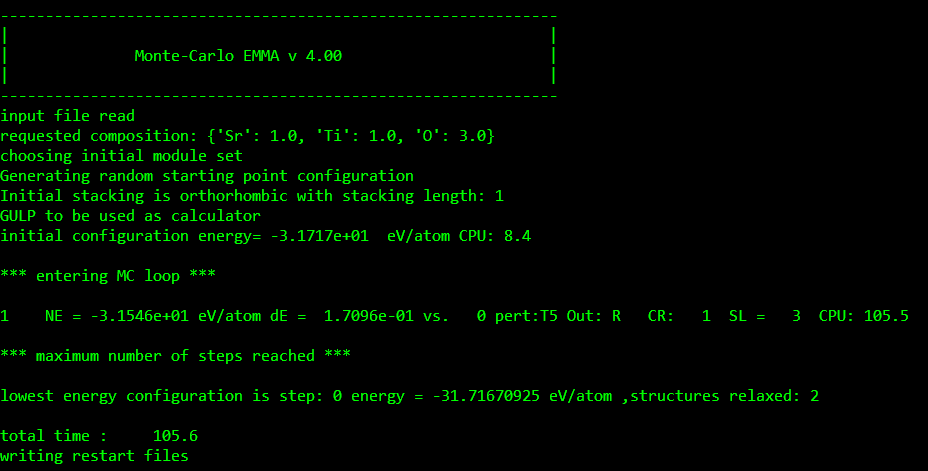 --------------------------------------------------------------
|                                                            |
|              Monte-Carlo EMMA v 4.00                       |
|                                                            |
--------------------------------------------------------------
input file read
requested composition: {'Sr': 1.0, 'Ti': 1.0, 'O': 3.0}
choosing initial module set
Generating random starting point configuration
Initial stacking is orthorhombic with stacking length: 1
GULP to be used as calculator
initial configuration energy= -3.1717e+01  eV/atom CPU: 8.4
*** entering MC loop ***
1    NE = -3.1546e+01 eV/atom dE =  1.7096e-01 vs.   0 pert:T5 Out: R   CR:   1  SL =   3  CPU: 105.5
*** maximum number of steps reached ***
lowest energy configuration is step: 0 energy = -31.71670925 eV/atom ,structures relaxed: 2
total time :     105.6
writing restart files